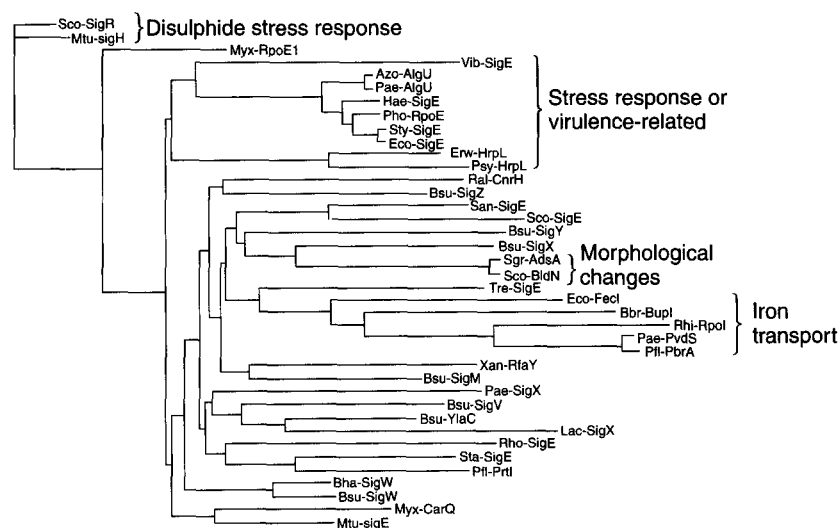 Sco-SigR
Mtu-sigH
Disulphide stress response
Myx-RpoE1
Vib-SigE
Azo-AlgU
Pae-AlgU
Hae-SigE
Pho-RpoE
Sty-SigE
Eco-SigE
Erw-HrpL
Psy-HrpL
Stress response or
virulence-related
Ral-CnrH
Bsu-SigZ
San-SigE
Sco-SigE
Bsu-SigY
Bsu-SigX
Sgr-AdsA
Sco-BldN
Morphological
changes
Tre-SigE
Eco-FecI
Bbr-BupI
Rhi-RpoI
Pae-PvdS
Pfl-PbrA
Iron
transport
Xan-RfaY
Bsu-SigM
Pae-SigX
Bsu-SigV
Bsu-YlaC
Lac-SigX
Rho-SigE
Sta-SigE
Pfl-PrtI
Bha-SigW
Bsu-SigW
Myx-CarQ
Mtu-sigE